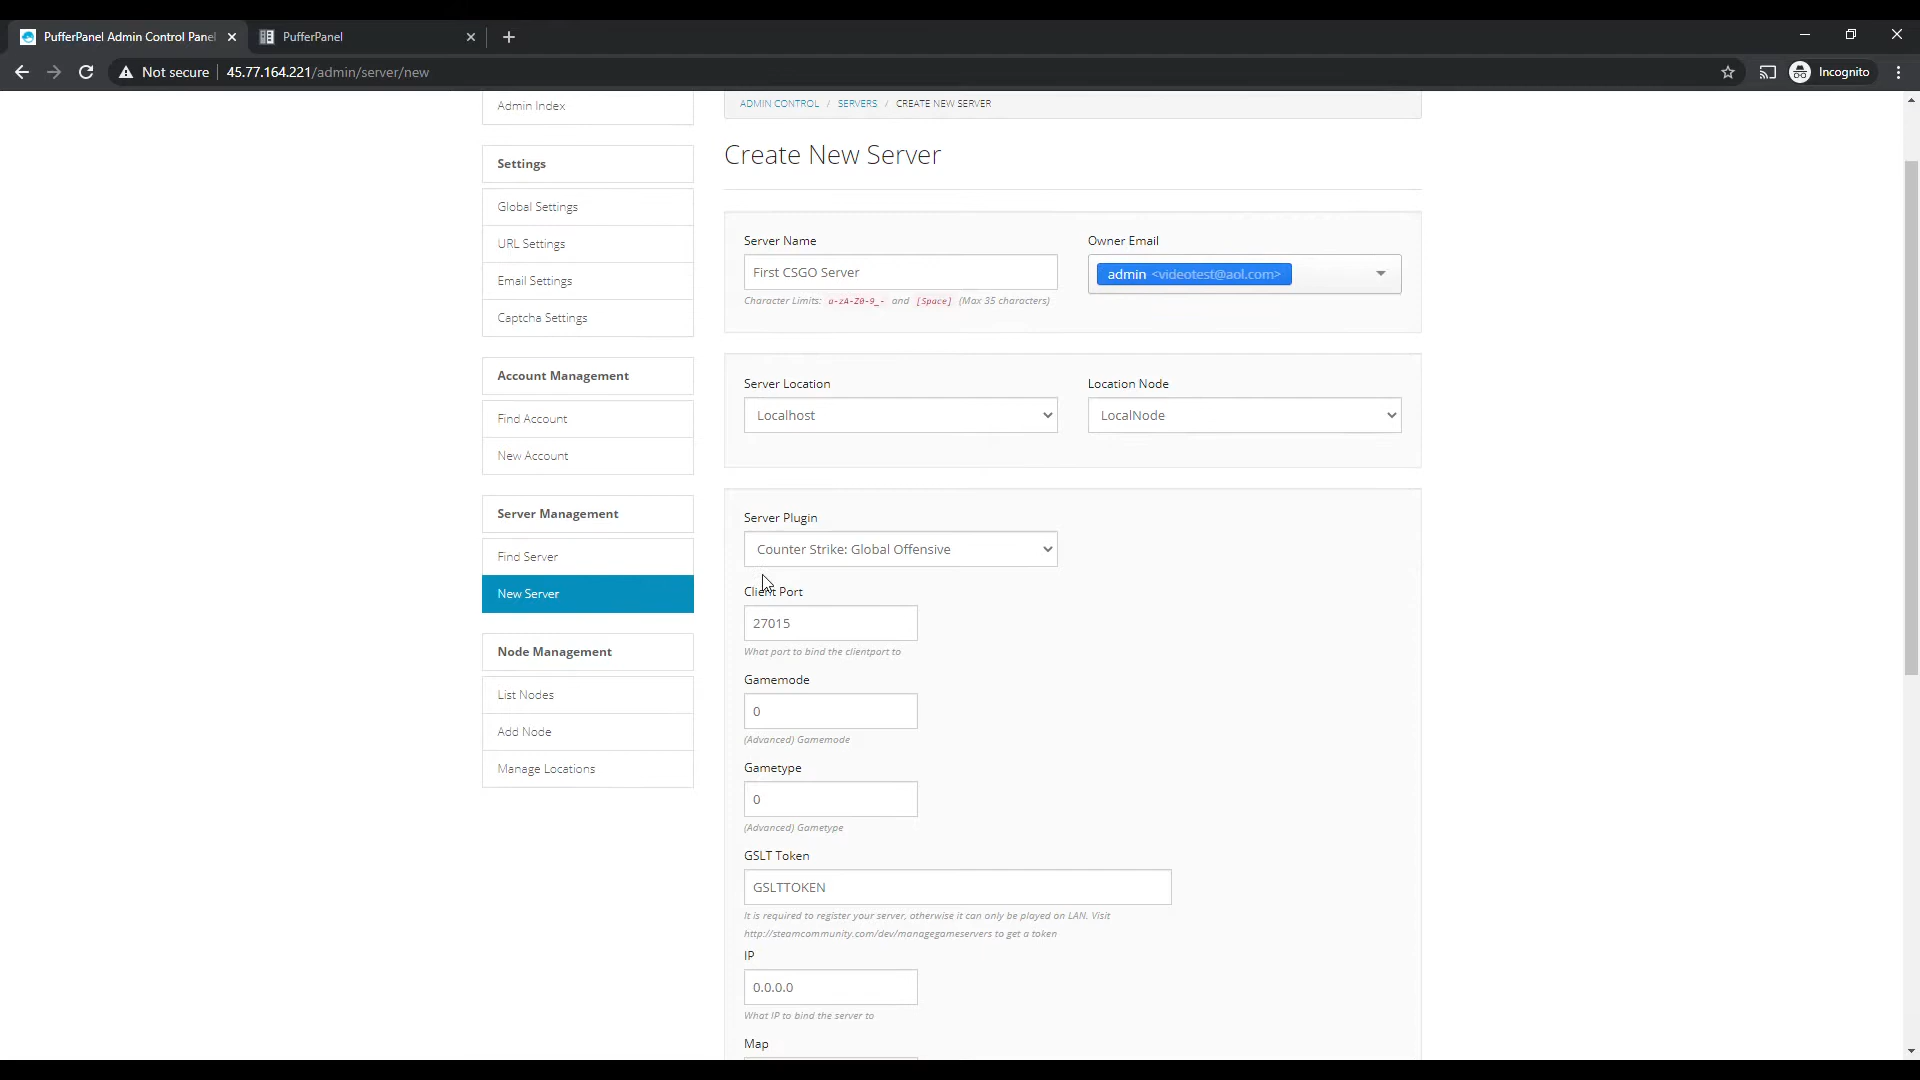 PufferPanel Admin Control Panel
PufferPanel
Not secure
45.77.164.221/admin/server/new
Incognito
Admin Index
Settings
Global Settings
URL Settings
Email Settings
Captcha Settings
Account Management
Find Account
New Account
Server Management
Find Server
New Server
Node Management
List Nodes
Add Node
Manage Locations
ADMIN CONTROL / SERVERS / CREATE NEW SERVER
Create New Server
Server Name
First CSGO Server
Character Limits: a-zA-Z0-9_- and [Space] (Max 35 characters)
Owner Email
admin <videotest@aol.com>
Server Location
Localhost
Location Node
LocalNode
Server Plugin
Counter Strike: Global Offensive
Client Port
27015
What port to bind the clientport to
Gamemode
0
(Advanced) Gamemode
Gametype
0
(Advanced) Gametype
GSLT Token
GSLTTOKEN
It is required to register your server, otherwise it can only be played on LAN. Visit
http://steamcommunity.com/dev/managegameservers to get a token
IP
0.0.0.0
What IP to bind the server to
Map